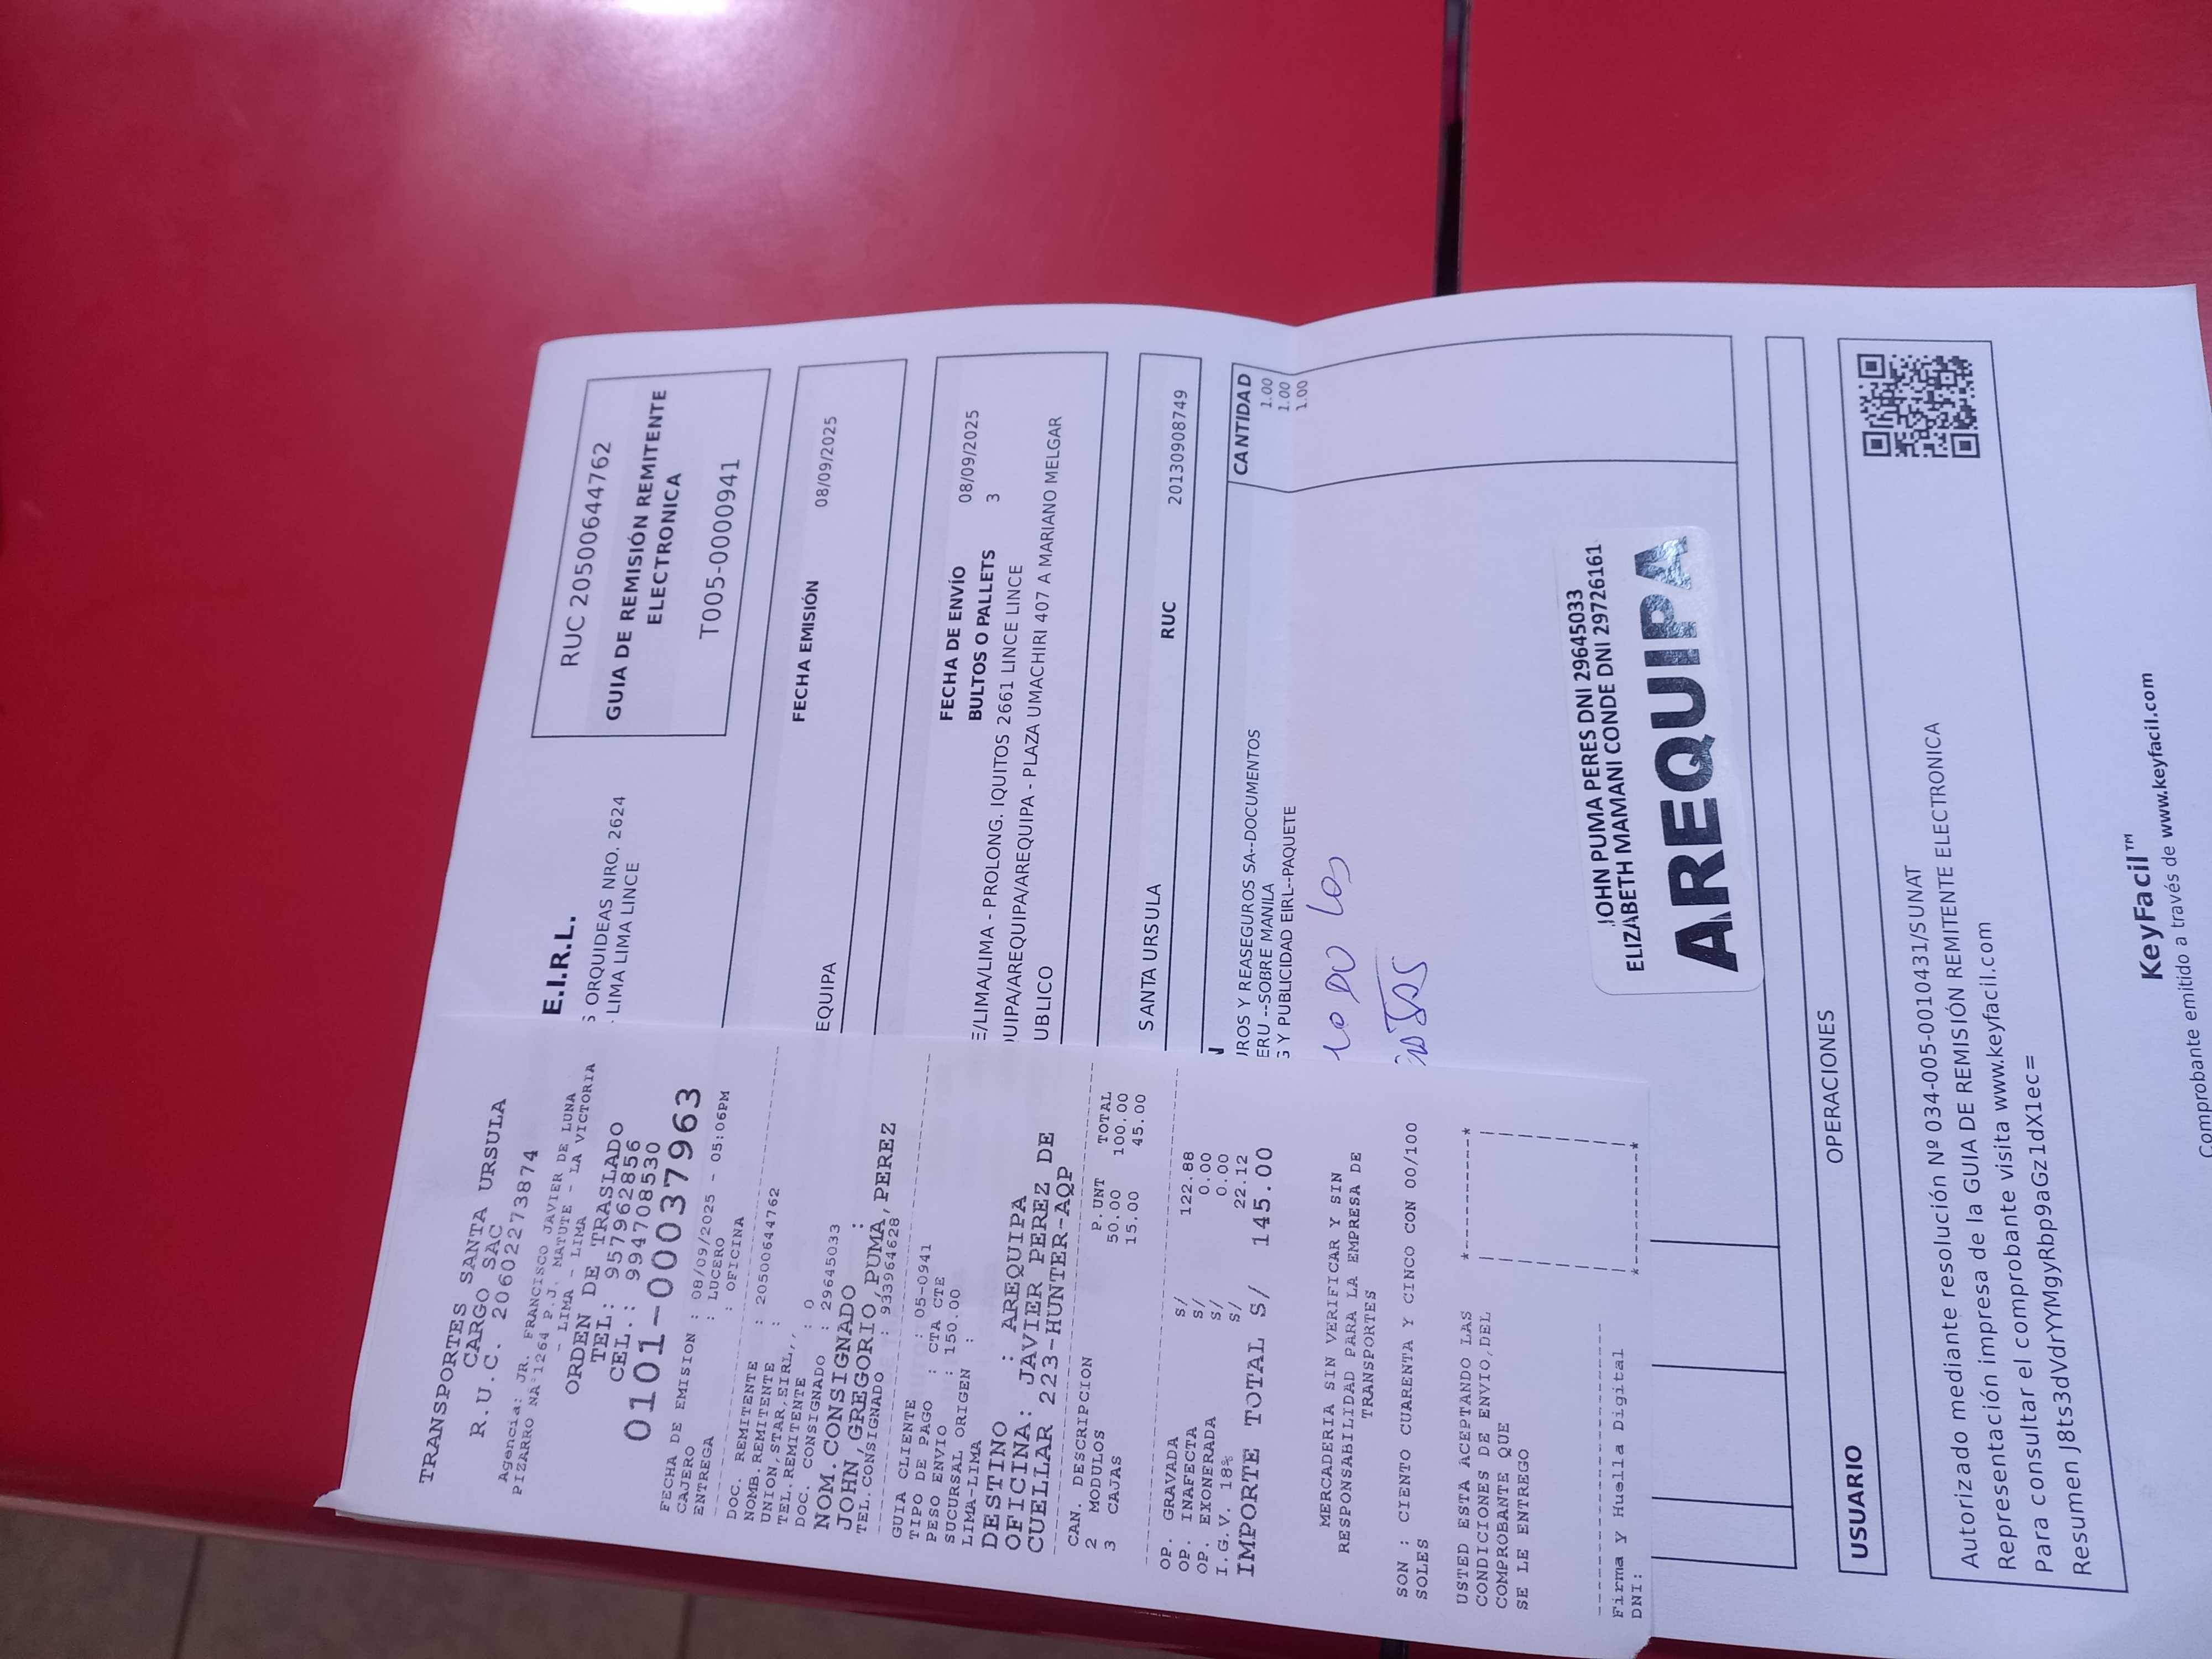 TRANSPORTES SANTA URSULA
CARGO SAC
R.U.C. 20602273874
Agencia: JR. FRANCISCO JAVIER DE LUNA
PIZARRO NA°1264 P.J. MATUTE - LA VICTORIA
- LIMA - LIMA
ORDEN DE TRASLADO
TEL: 957962856
CEL.: 994708530
0101-00037963
FECHA DE EMISION : 08/09/2025 - 05:06PM
CAJERO : LUCERO
ENTREGA : OFICINA
DOC. REMITENTE : 20500644762
NOMB.REMITENTE :
UNION,STAR,EIRL,,
TEL.REMITENTE : 0
DOC. CONSIGNADO : 29645033
NOM.CONSIGNADO :
JOHN,GREGORIO,PUMA,PEREZ
TEL.CONSIGNADO : 933964628
GUIA CLIENTE : 05-0941
TIPO DE PAGO : CTA CTE
PESO ENVIO : 150.00
SUCURSAL ORIGEN :
LIMA-LIMA
DESTINO : AREQUIPA
OFICINA: JAVIER PEREZ DE
CUELLAR 223-HUNTER-AQP
CAN. DESCRIPCION P.UNT TOTAL
2 MODULOS 50.00 100.00
3 CAJAS 15.00 45.00
OP. GRAVADA S/ 122.88
OP. INAFECTA S/ 0.00
OP. EXONERADA S/ 0.00
I.G.V. 18% S/ 22.12
IMPORTE TOTAL S/ 145.00
MERCADERIA SIN VERIFICAR Y SIN
RESPONSABILIDAD PARA LA EMPRESA DE
TRANSPORTES
SON : CIENTO CUARENTA Y CINCO CON 00/100
SOLES
USTED ESTA ACEPTANDO LAS
CONDICIONES DE ENVIO,DEL
COMPROBANTE QUE
SE LE ENTREGO
Firma y Huella Digital
DNI:
E.I.R.L.
S ORQUIDEAS NRO. 2624
LIMA LIMA LINCE
RUC 20500644762
GUIA DE REMISIÓN REMITENTE
ELECTRONICA
T005-0000941
EQUIPA FECHA EMISIÓN 08/09/2025
FECHA DE ENVÍO 08/09/2025
BULTOS O PALLETS 3
E/LIMA/LIMA - PROLONG. IQUITOS 2661 LINCE LINCE
UIPA/AREQUIPA/AREQUIPA - PLAZA UMACHIRI 407 A MARIANO MELGAR
UBLICO
SANTA URSULA RUC 20130908749
N CANTIDAD
UROS Y REASEGUROS SA--DOCUMENTOS 1.00
ERU --SOBRE MANILA 1.00
G Y PUBLICIDAD EIRL--PAQUETE 1.00
JOHN PUMA PERES DNI 29645033
ELIZABETH MAMANI CONDE DNI 29726161
AREQUIPA
USUARIO OPERACIONES
Autorizado mediante resolución Nº 034-005-0010431/SUNAT
Representación impresa de la GUIA DE REMISIÓN REMITENTE ELECTRONICA
Para consultar el comprobante visita www.keyfacil.com
Resumen J8ts3dVdrYYMgyRbp9aGz1dX1ec=
KeyFacil™
Comprobante emitido a través de www.keyfacil.com